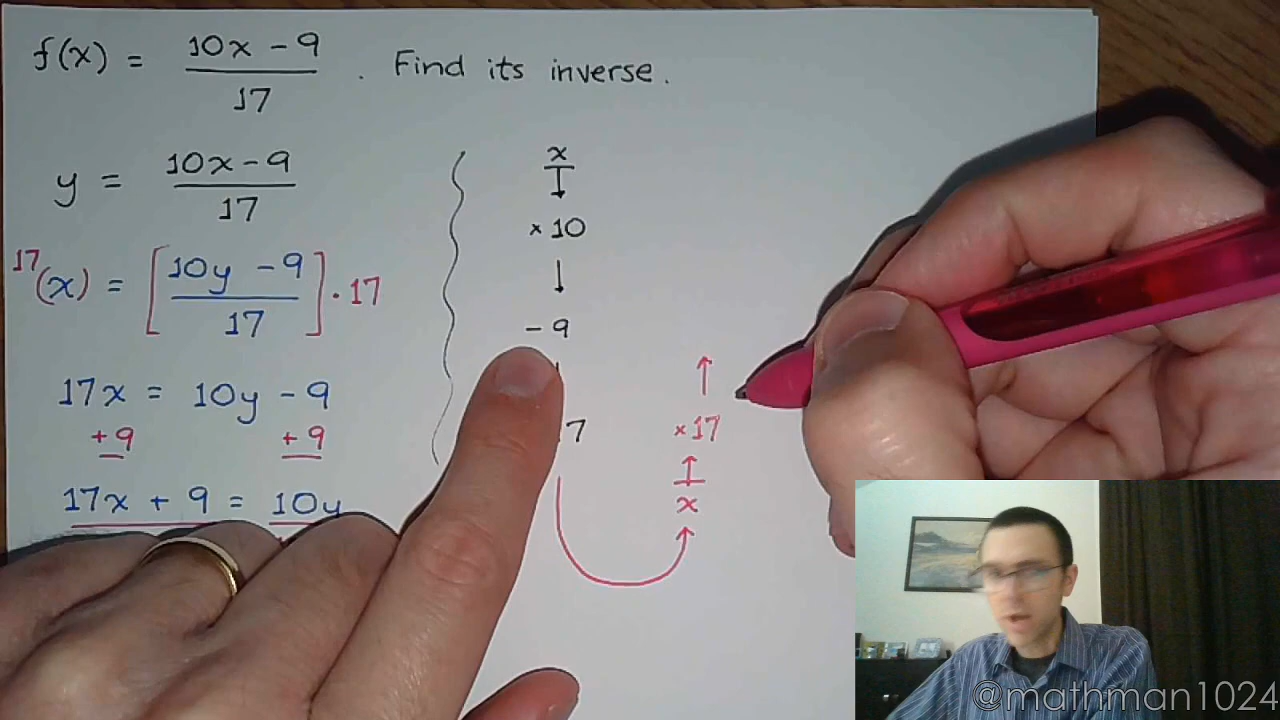 f(x) = 10x - 9 / 17 . Find its inverse.
y = 10x - 9 / 17
17(x) = [10y - 9 / 17] · 17
17x = 10y - 9
+9 +9
17x + 9 = 10y
x
× 10
- 9
7
× 17
x
@mathman1024